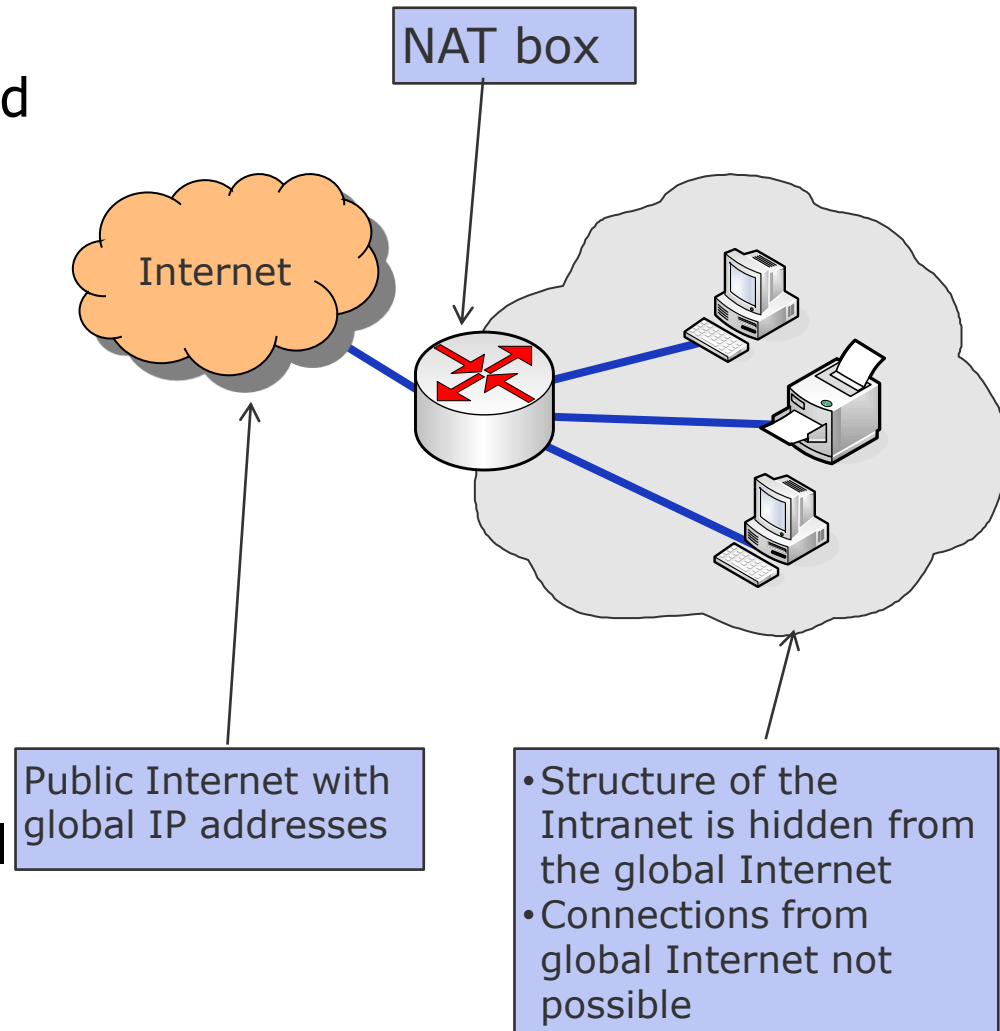 NAT box
d
Internet
Public Internet with
global IP addresses
l
•Structure of the
Intranet is hidden from
the global Internet
•Connections from
global Internet not
possible